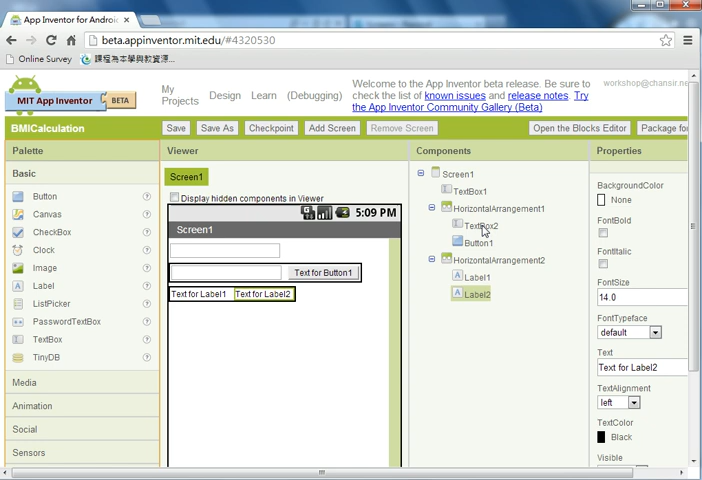 App Inventor for Android
beta.appinventor.mit.edu/#4320530
Online Survey
課程為本學與教資源...
MIT App Inventor BETA
My Projects Design Learn (Debugging)
Welcome to the App Inventor beta release. Be sure to
check the list of known issues and release notes. Try
the App Inventor Community Gallery (Beta)
workshop@chansir.ne
BMICalculation
Save Save As Checkpoint Add Screen Remove Screen Open the Blocks Editor Package for
Palette
Basic
Button
Canvas
CheckBox
Clock
Image
Label
ListPicker
PasswordTextBox
TextBox
TinyDB
Media
Animation
Social
Sensors
Viewer
Screen1
Display hidden components in Viewer
5:09 PM
Screen1
Text for Button1
Text for Label1 Text for Label2
Components
Screen1
TextBox1
HorizontalArrangement1
TextBox2
Button1
HorizontalArrangement2
Label1
Label2
Properties
BackgroundColor
None
FontBold
FontItalic
FontSize
14.0
FontTypeface
default
Text
Text for Label2
TextAlignment
left
TextColor
Black
Visible